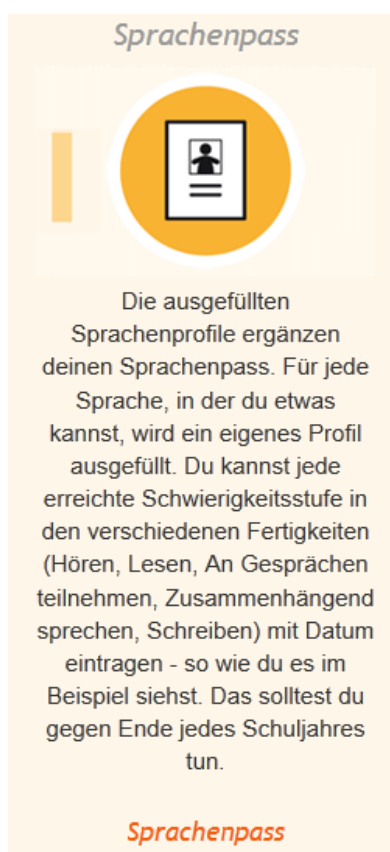 Sprachenpass
Die ausgefüllten
Sprachenprofile ergänzen
deinen Sprachenpass. Für jede
Sprache, in der du etwas
kannst, wird ein eigenes Profil
ausgefüllt. Du kannst jede
erreichte Schwierigkeitsstufe in
den verschiedenen Fertigkeiten
(Hören, Lesen, An Gesprächen
teilnehmen, Zusammenhängend
sprechen, Schreiben) mit Datum
eintragen - so wie du es im
Beispiel siehst. Das solltest du
gegen Ende jedes Schuljahres
tun.
Sprachenpass